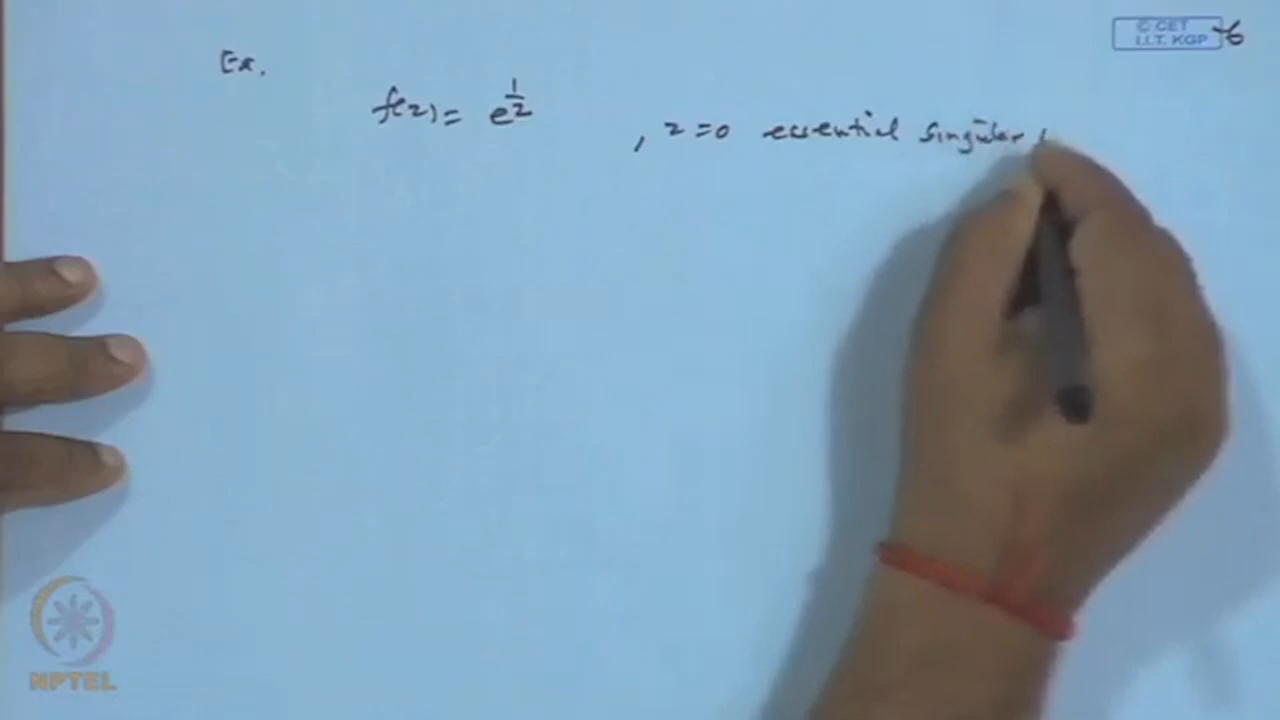 © CET
I.I.T. KGP
Ex.
f(z) = e^{1/z} , z = 0 essential singular
NPTEL